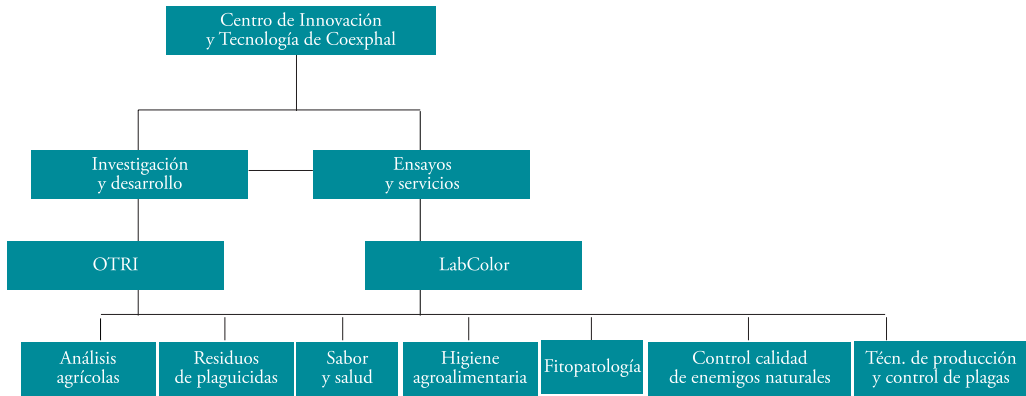 Centro de Innovación
y Tecnología de Coexphal
Investigación
y desarrollo
Ensayos
y servicios
OTRI
LabColor
Análisis
agrícolas
Residuos
de plaguicidas
Sabor
y salud
Higiene
agroalimentaria
Fitopatología
Control calidad
de enemigos naturales
Técn. de producción
y control de plagas